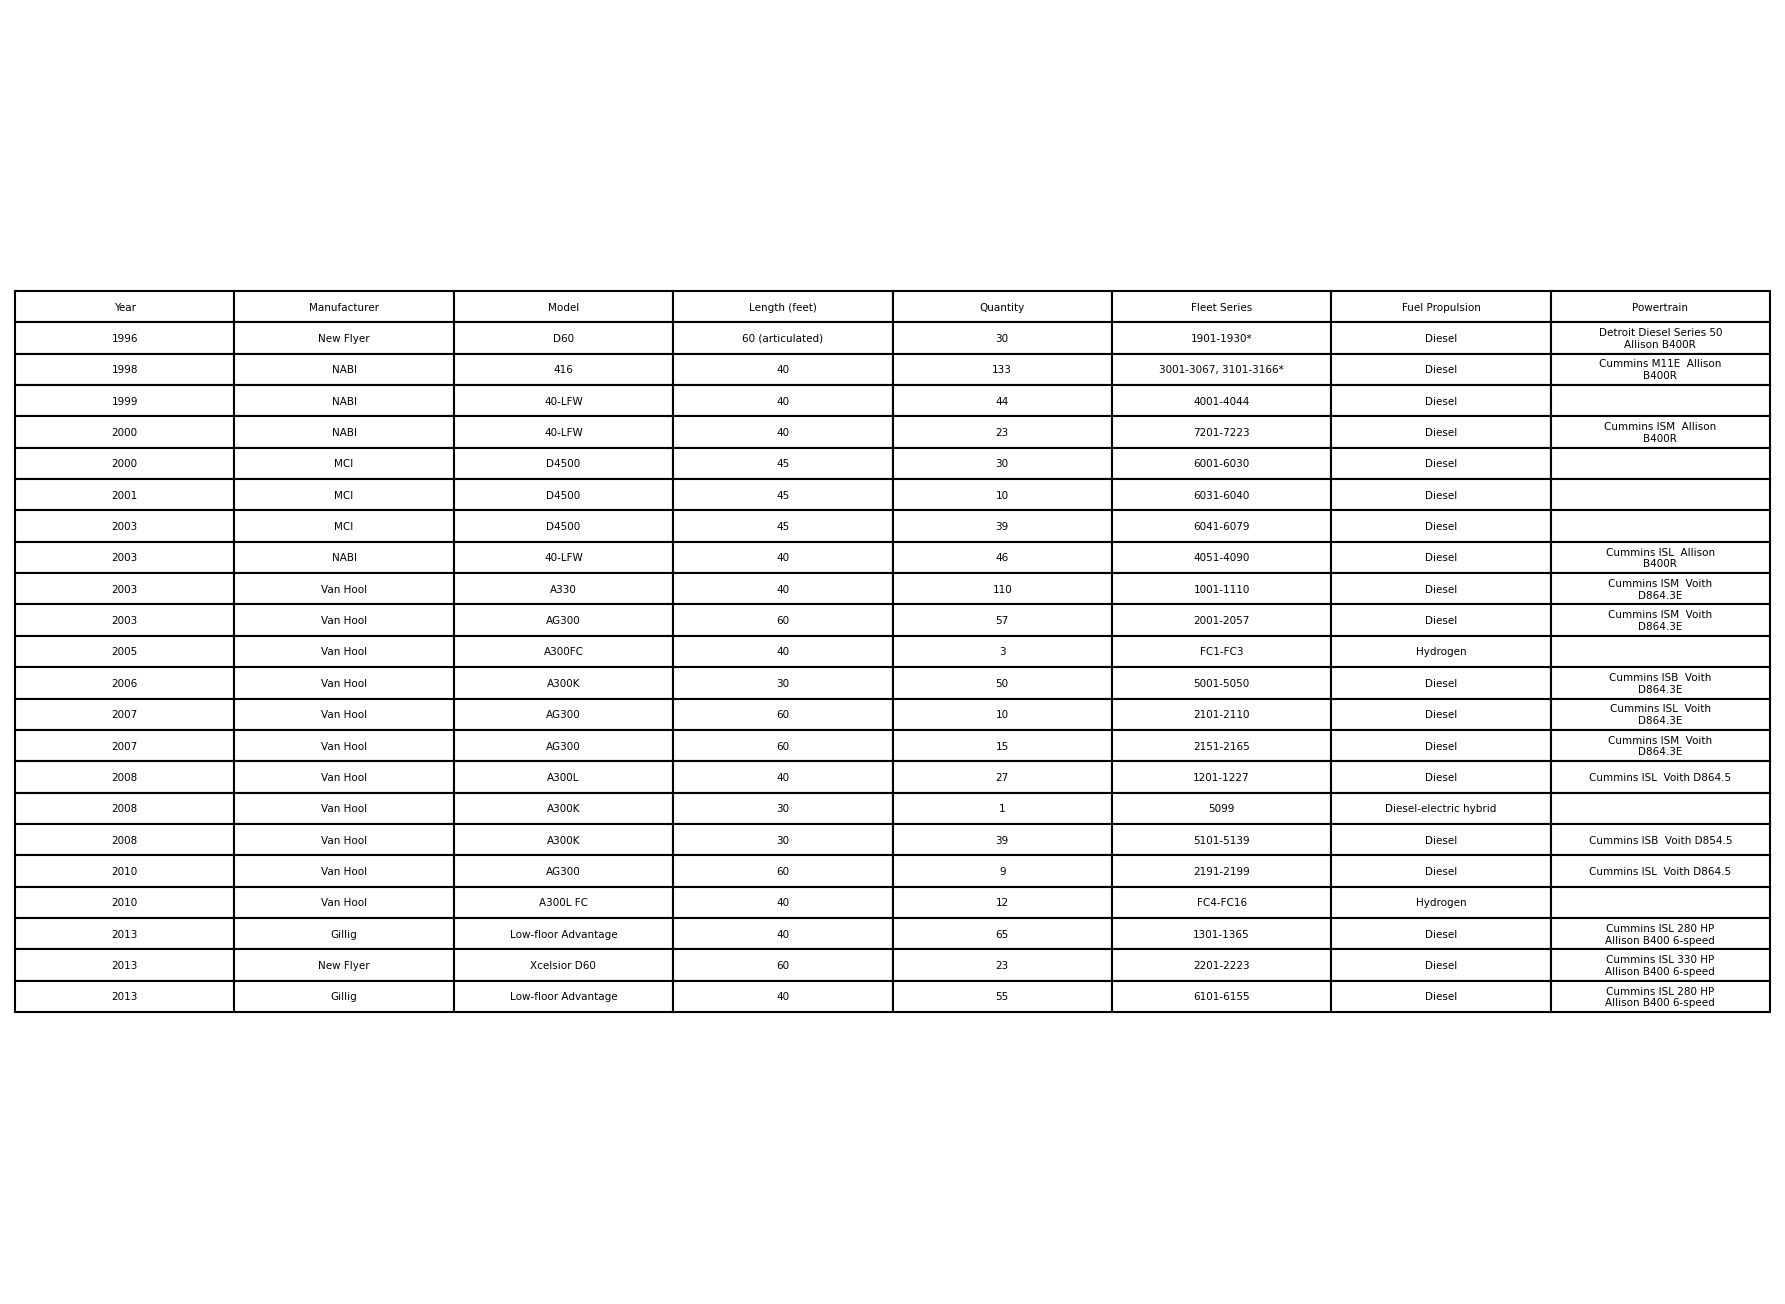 Year Manufacturer Model Length (feet) Quantity Fleet Series Fuel Propulsion Powertrain
1996 New Flyer D60 60 (articulated) 30 1901-1930* Diesel Detroit Diesel Series 50
Allison B400R
1998 NABI 416 40 133 3001-3067, 3101-3166* Diesel Cummins M11E Allison
B400R
1999 NABI 40-LFW 40 44 4001-4044 Diesel
2000 NABI 40-LFW 40 23 7201-7223 Diesel Cummins ISM Allison
B400R
2000 MCI D4500 45 30 6001-6030 Diesel
2001 MCI D4500 45 10 6031-6040 Diesel
2003 MCI D4500 45 39 6041-6079 Diesel
2003 NABI 40-LFW 40 46 4051-4090 Diesel Cummins ISL Allison
B400R
2003 Van Hool A330 40 110 1001-1110 Diesel Cummins ISM Voith
D864.3E
2003 Van Hool AG300 60 57 2001-2057 Diesel Cummins ISM Voith
D864.3E
2005 Van Hool A300FC 40 3 FC1-FC3 Hydrogen
2006 Van Hool A300K 30 50 5001-5050 Diesel Cummins ISB Voith
D864.3E
2007 Van Hool AG300 60 10 2101-2110 Diesel Cummins ISL Voith
D864.3E
2007 Van Hool AG300 60 15 2151-2165 Diesel Cummins ISM Voith
D864.3E
2008 Van Hool A300L 40 27 1201-1227 Diesel Cummins ISL Voith D864.5
2008 Van Hool A300K 30 1 5099 Diesel-electric hybrid
2008 Van Hool A300K 30 39 5101-5139 Diesel Cummins ISB Voith D854.5
2010 Van Hool AG300 60 9 2191-2199 Diesel Cummins ISL Voith D864.5
2010 Van Hool A300L FC 40 12 FC4-FC16 Hydrogen
2013 Gillig Low-floor Advantage 40 65 1301-1365 Diesel Cummins ISL 280 HP
Allison B400 6-speed
2013 New Flyer Xcelsior D60 60 23 2201-2223 Diesel Cummins ISL 330 HP
Allison B400 6-speed
2013 Gillig Low-floor Advantage 40 55 6101-6155 Diesel Cummins ISL 280 HP
Allison B400 6-speed